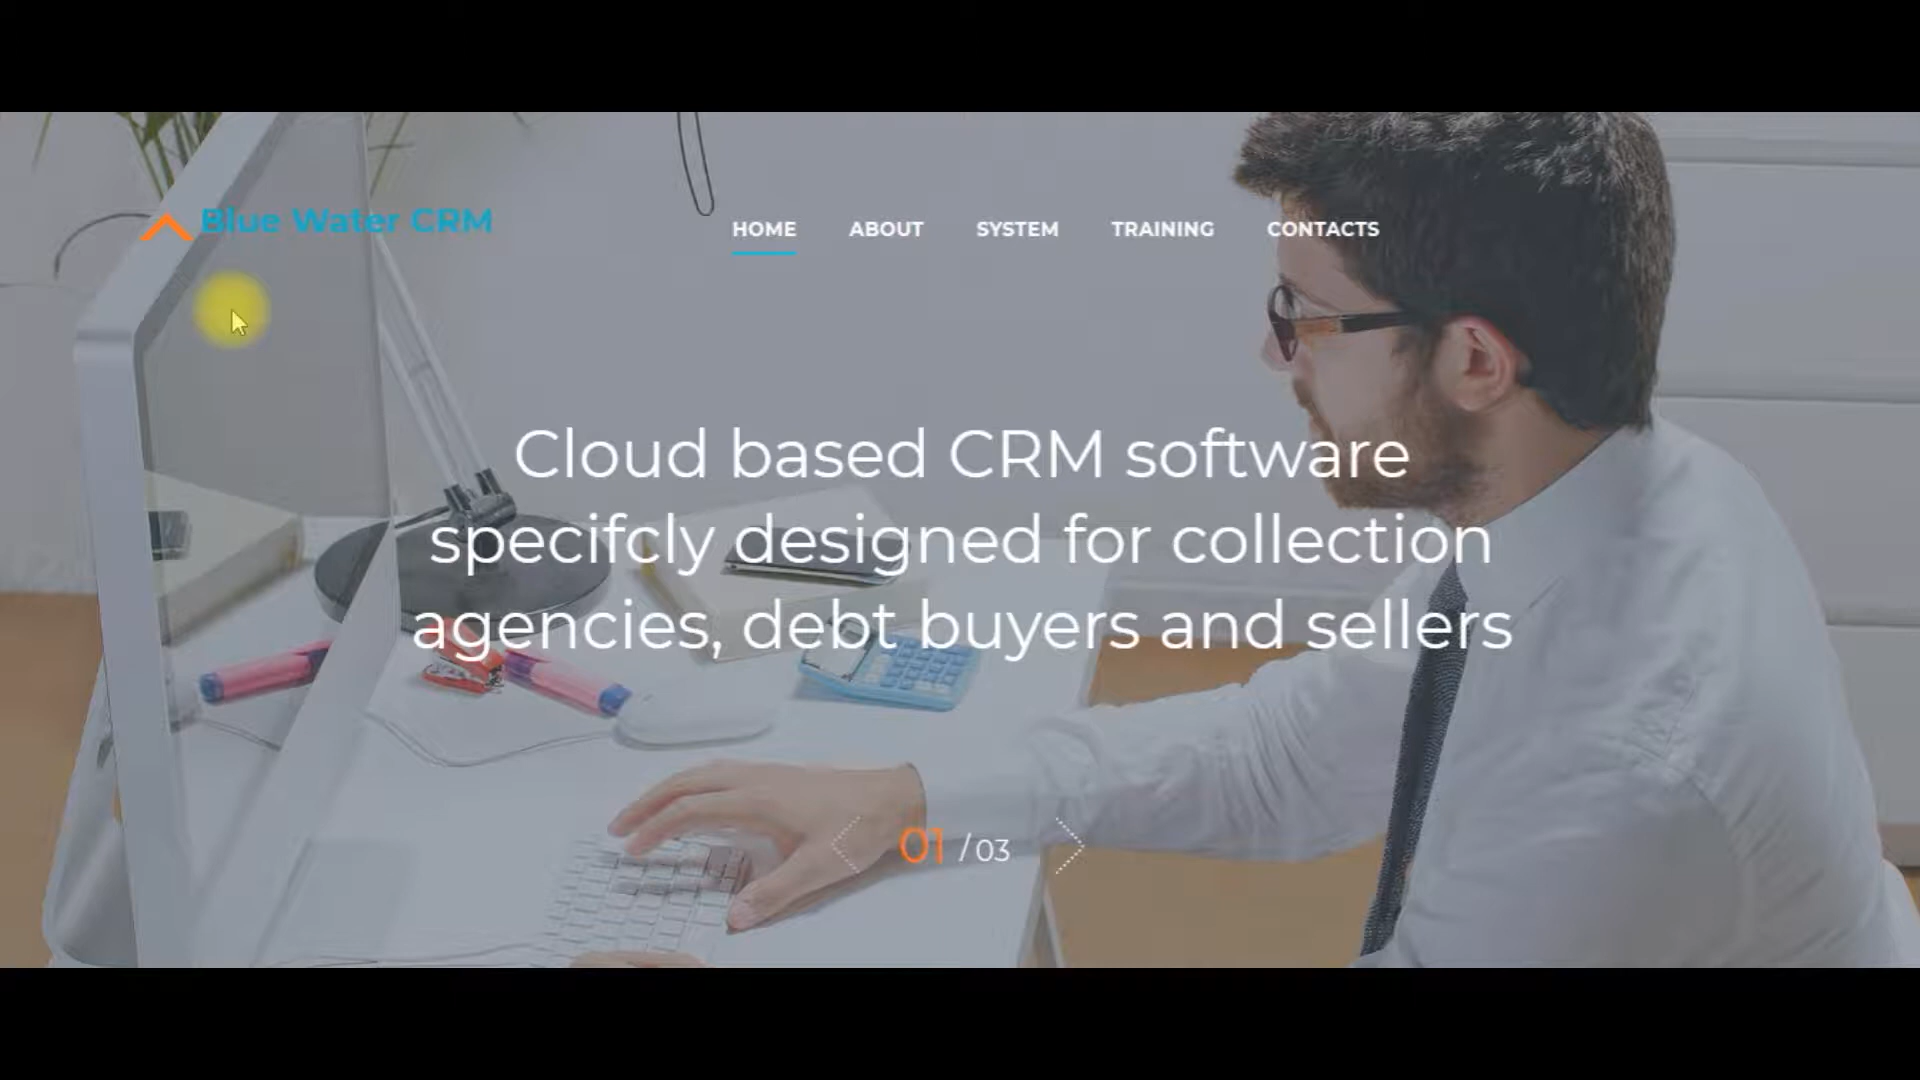 Blue Water CRM
HOME ABOUT SYSTEM TRAINING CONTACTS
Cloud based CRM software
specifcly designed for collection
agencies, debt buyers and sellers
01 / 03